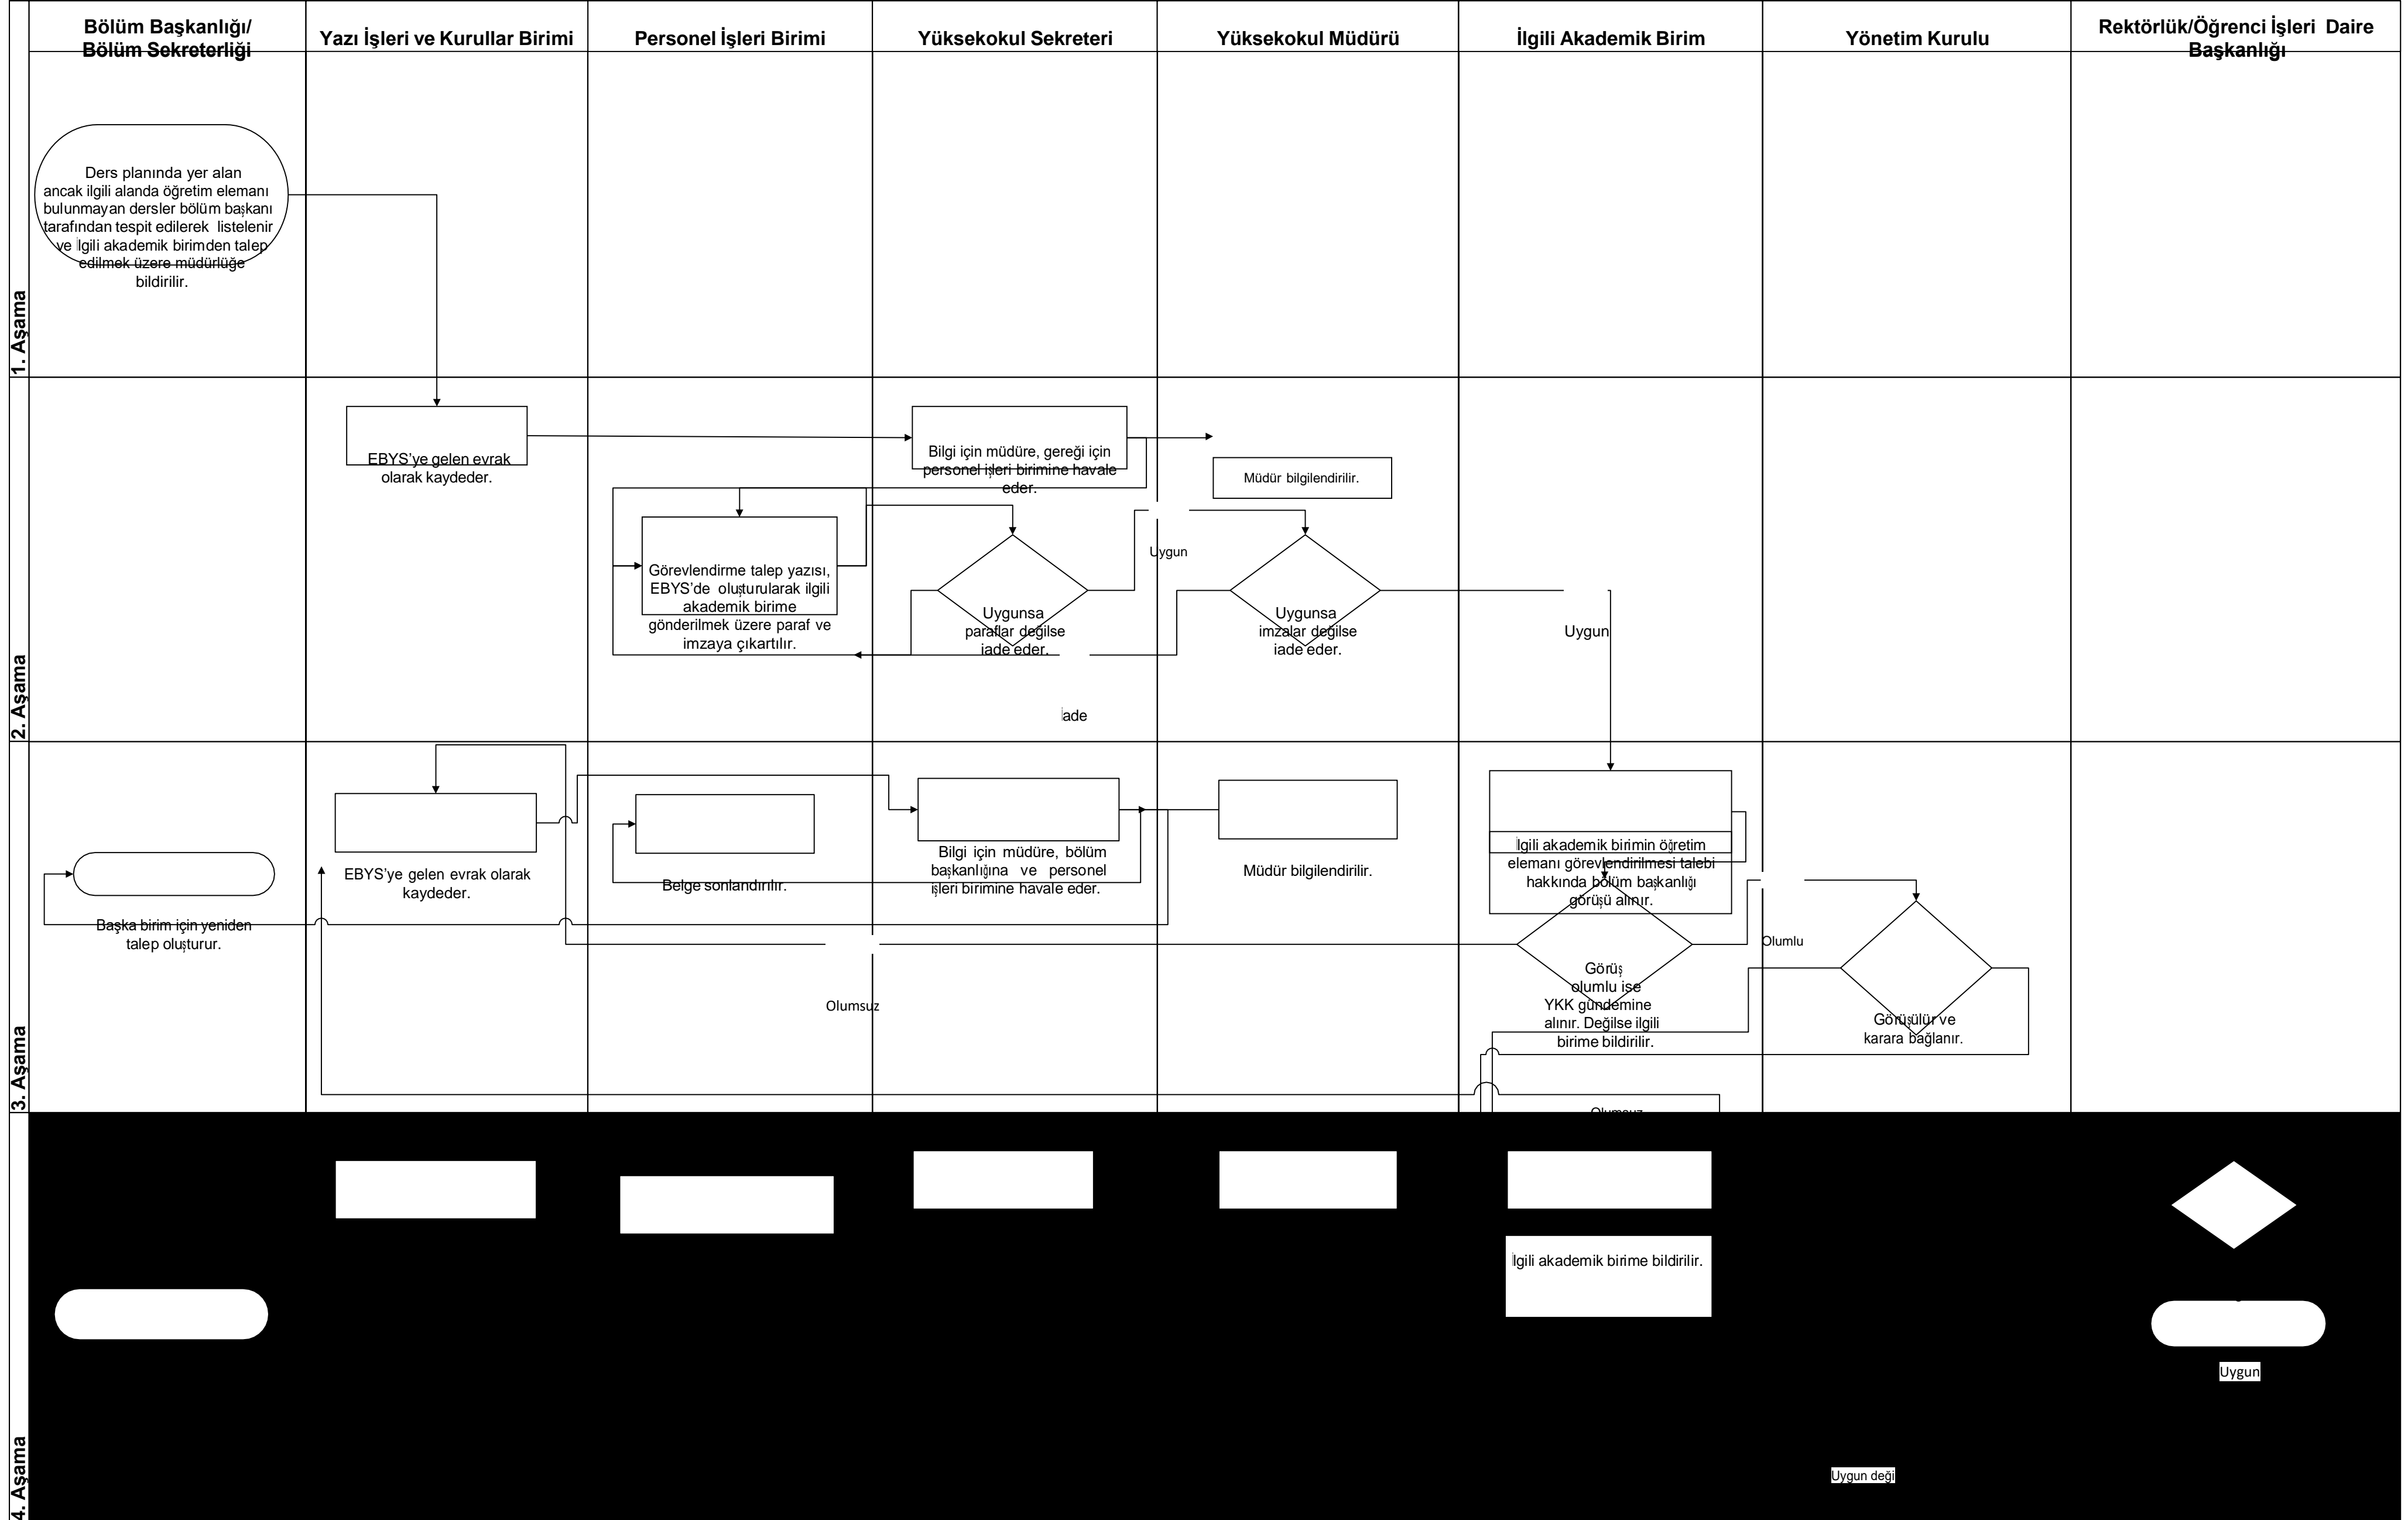 Bölüm Başkanlığı/
Bölüm Sekreterliği
Yazı İşleri ve Kurullar Birimi
Personel İşleri Birimi
Yüksekokul Sekreteri
Yüksekokul Müdürü
İlgili Akademik Birim
Yönetim Kurulu
Rektörlük/Öğrenci İşleri Daire
Başkanlığı
1. Aşama
Ders planında yer alan
ancak ilgili alanda öğretim elemanı
bulunmayan dersler bölüm başkanı
tarafından tespit edilerek listelenir
ve İlgili akademik birimden talep
edilmek üzere müdürlüğe
bildirilir.
2. Aşama
EBYS'ye gelen evrak
olarak kaydeder.
Bilgi için müdüre, gereği için
personel işleri birimine havale
eder.
Müdür bilgilendirilir.
Görevlendirme talep yazısı,
EBYS'de oluşturularak ilgili
akademik birime
gönderilmek üzere paraf ve
imzaya çıkartılır.
Uygunsa
paraflar değilse
iade eder.
Uygun
Uygunsa
imzalar değilse
iade eder.
Uygun
İade
3. Aşama
Başka birim için yeniden
talep oluşturur.
EBYS'ye gelen evrak olarak
kaydeder.
Belge sonlandırılır.
Bilgi için müdüre, bölüm
başkanlığına ve personel
işleri birimine havale eder.
Müdür bilgilendirilir.
İlgili akademik birimin öğretim
elemanı görevlendirilmesi talebi
hakkında bölüm başkanlığı
görüşü alınır.
Olumlu
Olumsuz
Görüş
olumlu ise
YKK gündemine
alınır. Değilse ilgili
birime bildirilir.
Görüşülür ve
karara bağlanır.
Olumsuz
4. Aşama
İlgili akademik birime bildirilir.
Uygun
Uygun deği